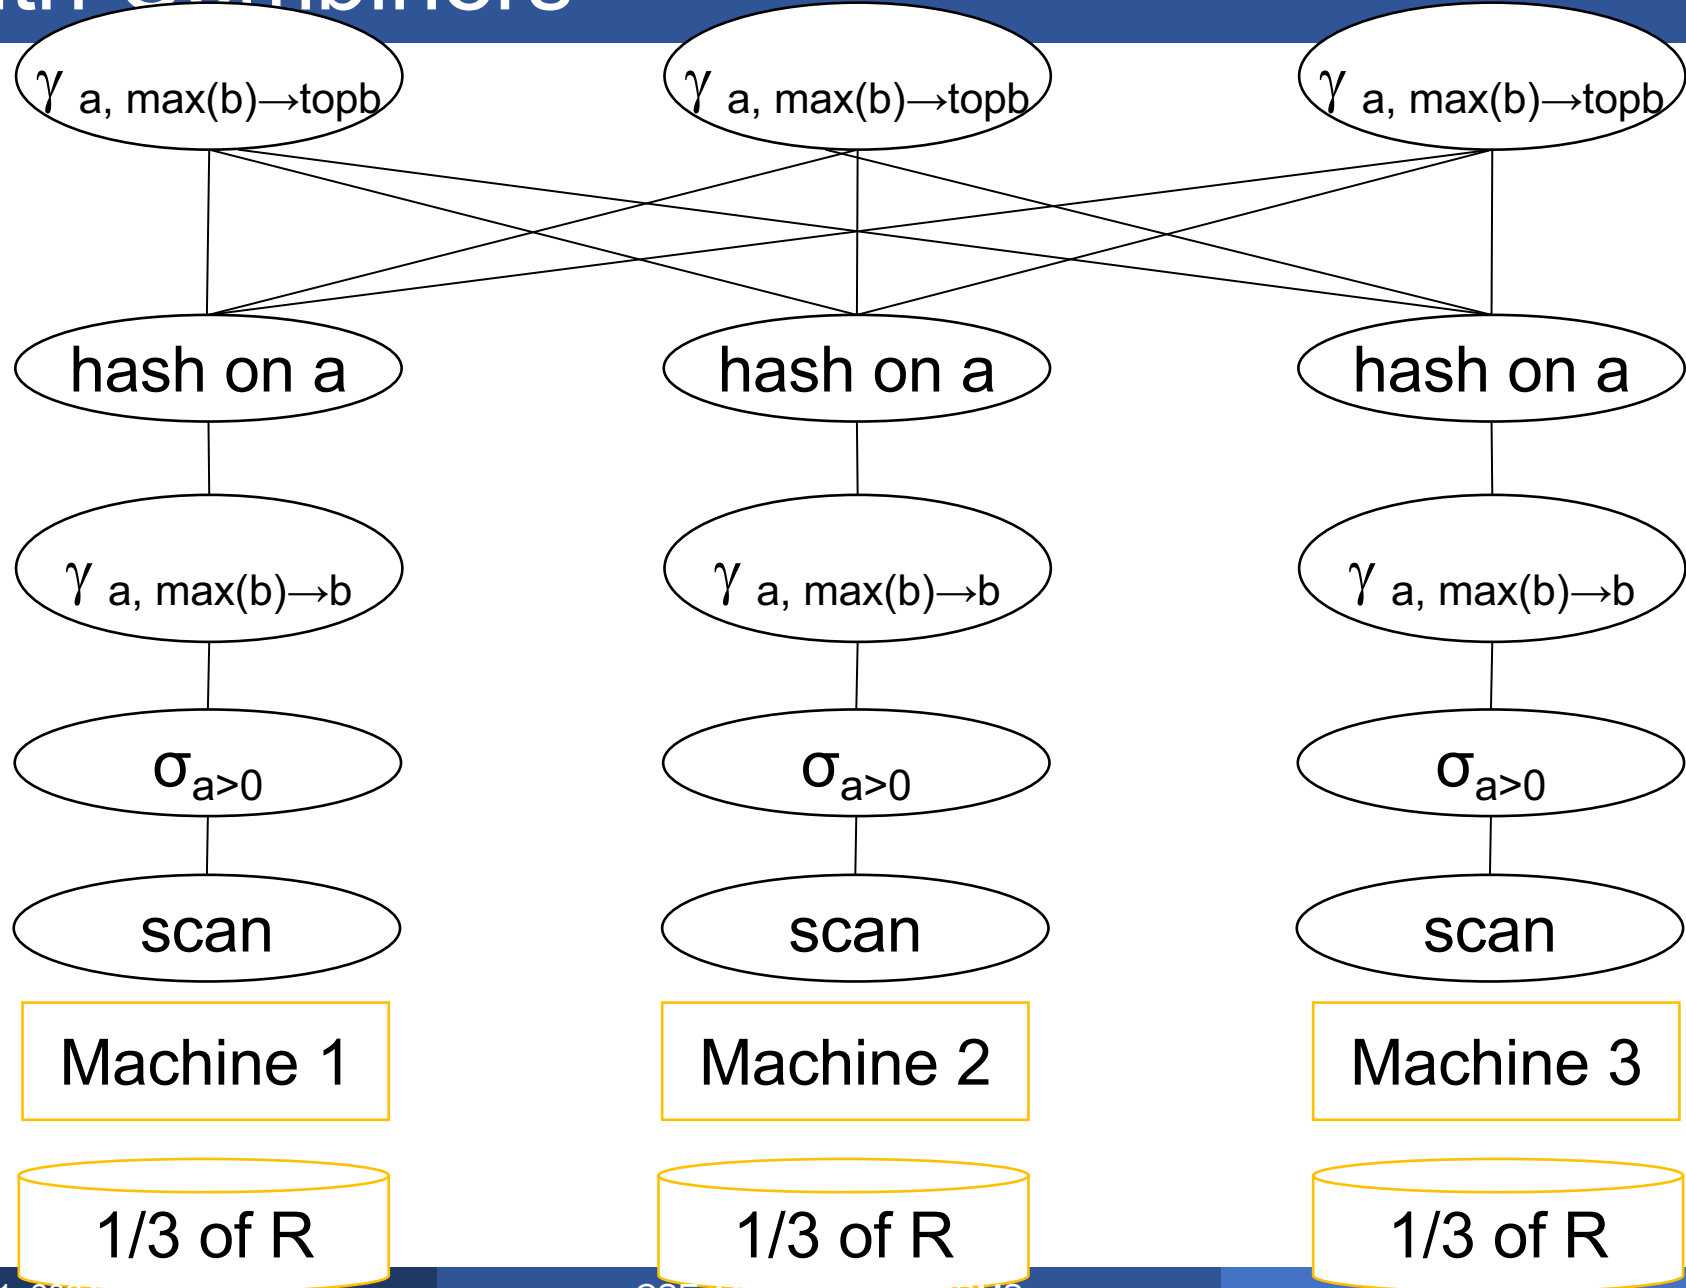 γ a, max(b)→topb γ a, max(b)→topb γ a, max(b)→topb
hash on a hash on a hash on a
γ a, max(b)→b γ a, max(b)→b γ a, max(b)→b
σa>0 σa>0 σa>0
scan scan scan
Machine 1 Machine 2 Machine 3
1/3 of R 1/3 of R 1/3 of R